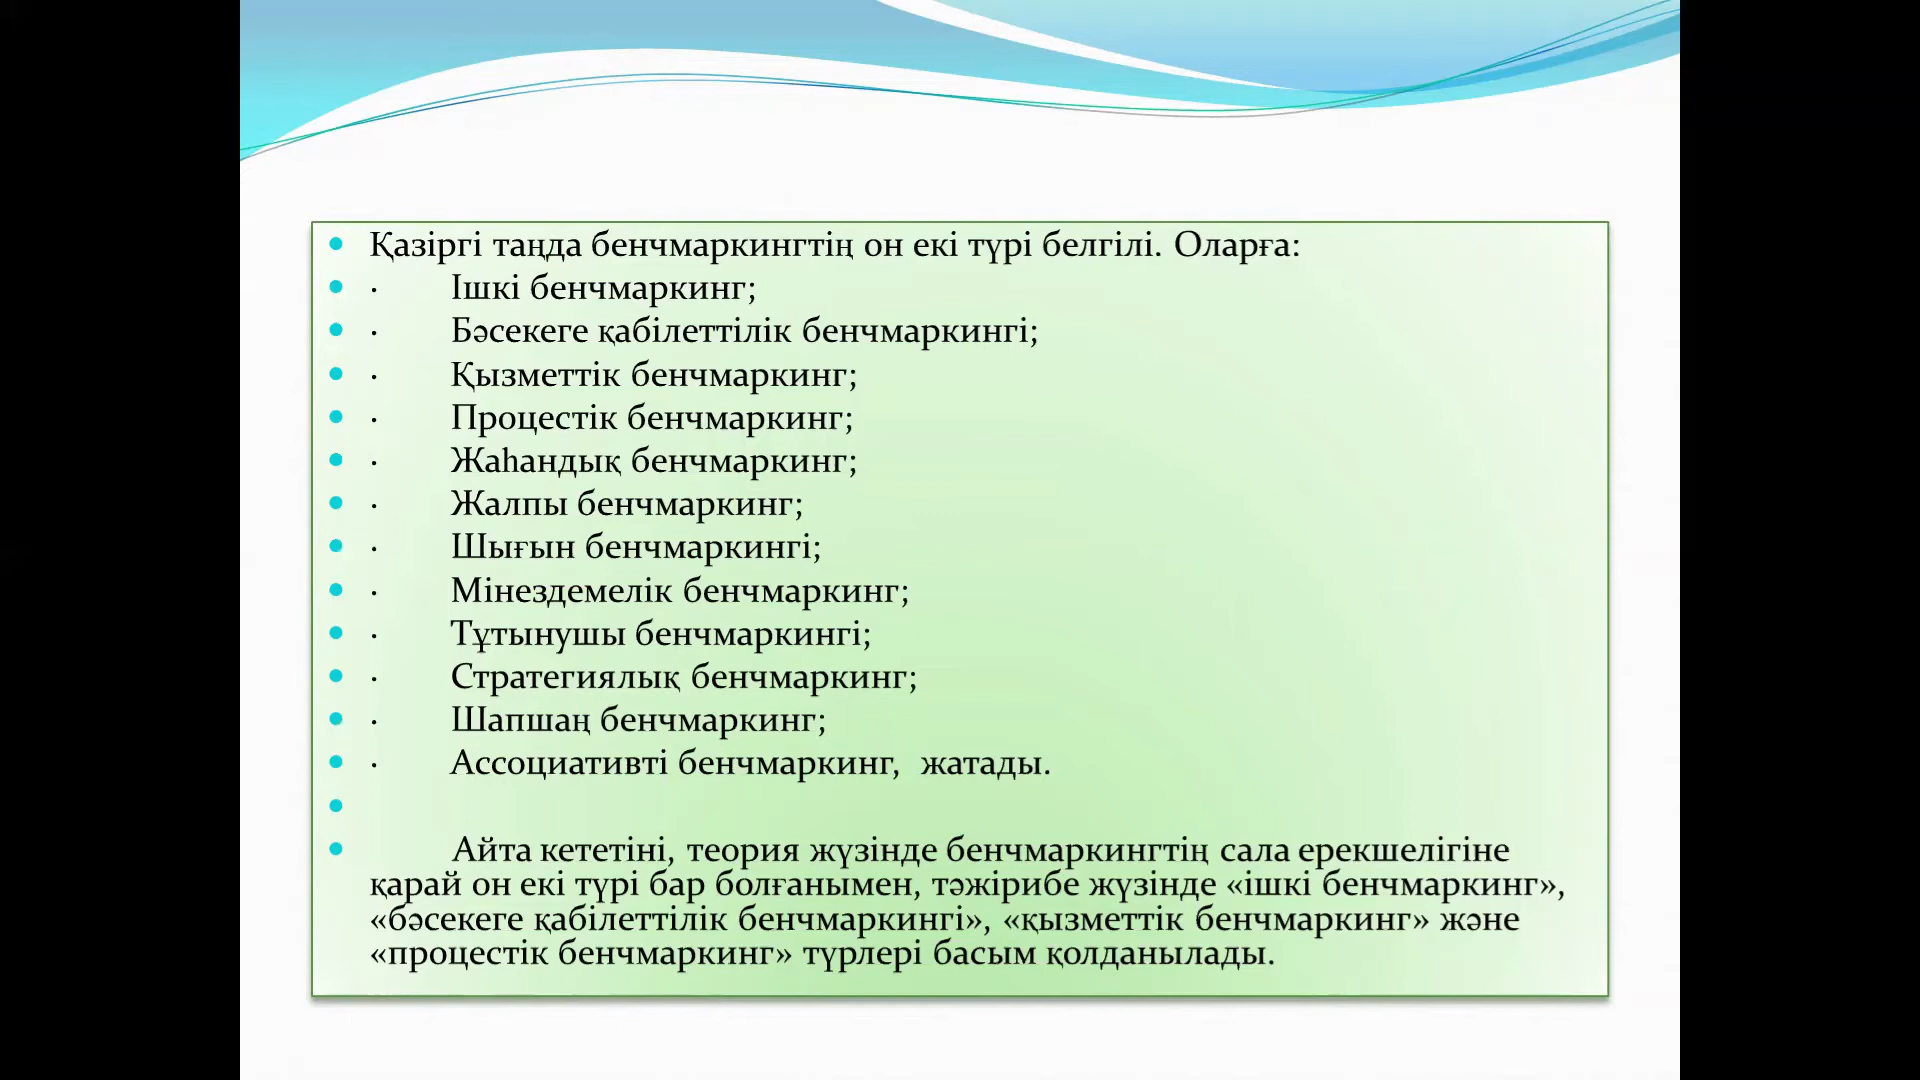 Қазіргі таңда бенчмаркингтің он екі түрі белгілі. Оларға:
· Ішкі бенчмаркинг;
· Бәсекеге қабілеттілік бенчмаркингі;
· Қызметтік бенчмаркинг;
· Процестік бенчмаркинг;
· Жаһандық бенчмаркинг;
· Жалпы бенчмаркинг;
· Шығын бенчмаркингі;
· Мінездемелік бенчмаркинг;
· Тұтынушы бенчмаркингі;
· Стратегиялық бенчмаркинг;
· Шапшаң бенчмаркинг;
· Ассоциативті бенчмаркинг, жатады.
Айта кететіні, теория жүзінде бенчмаркингтің сала ерекшелігіне
қарай он екі түрі бар болғанымен, тәжірибе жүзінде «ішкі бенчмаркинг»,
«бәсекеге қабілеттілік бенчмаркингі», «қызметтік бенчмаркинг» және
«процестік бенчмаркинг» түрлері басым қолданылады.